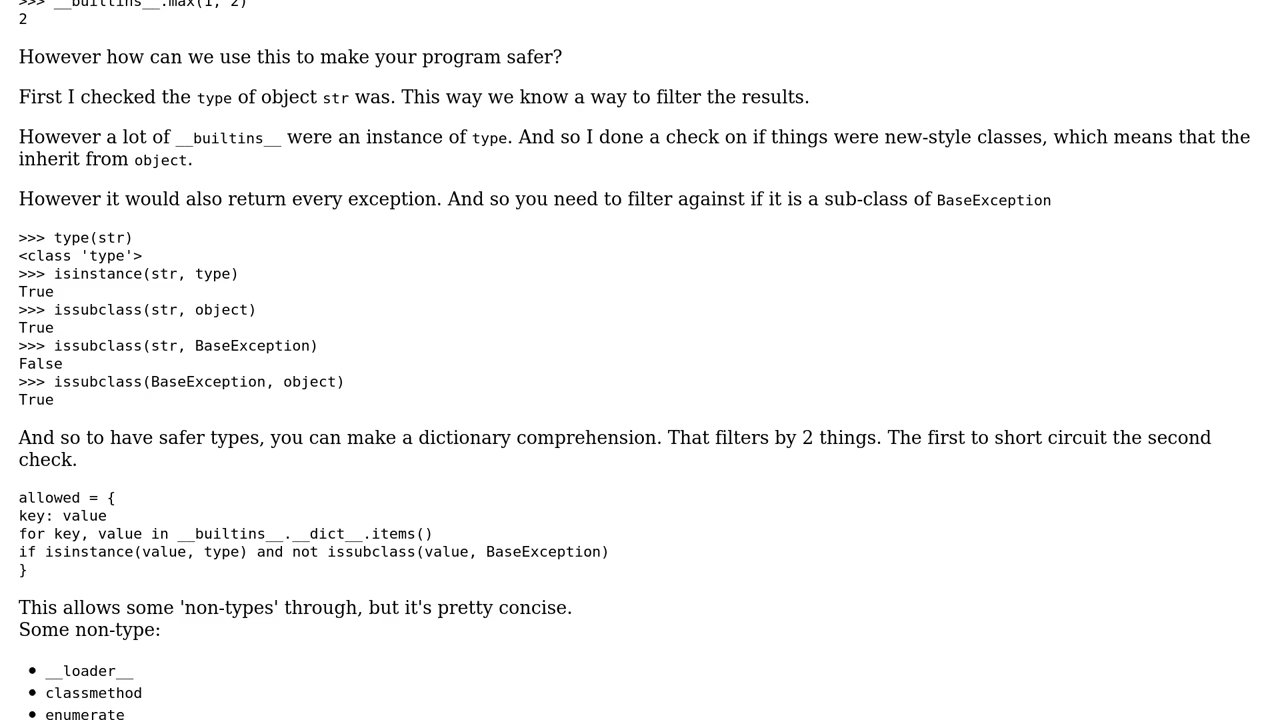 >>> __builtins__.max(1, 2)
2
However how can we use this to make your program safer?
First I checked the type of object str was. This way we know a way to filter the results.
However a lot of __builtins__ were an instance of type. And so I done a check on if things were new-style classes, which means that the
inherit from object.
However it would also return every exception. And so you need to filter against if it is a sub-class of BaseException
>>> type(str)
<class 'type'>
>>> isinstance(str, type)
True
>>> issubclass(str, object)
True
>>> issubclass(str, BaseException)
False
>>> issubclass(BaseException, object)
True
And so to have safer types, you can make a dictionary comprehension. That filters by 2 things. The first to short circuit the second
check.
allowed = {
key: value
for key, value in __builtins__.__dict__.items()
if isinstance(value, type) and not issubclass(value, BaseException)
}
This allows some 'non-types' through, but it's pretty concise.
Some non-type:
• __loader__
• classmethod
• enumerate